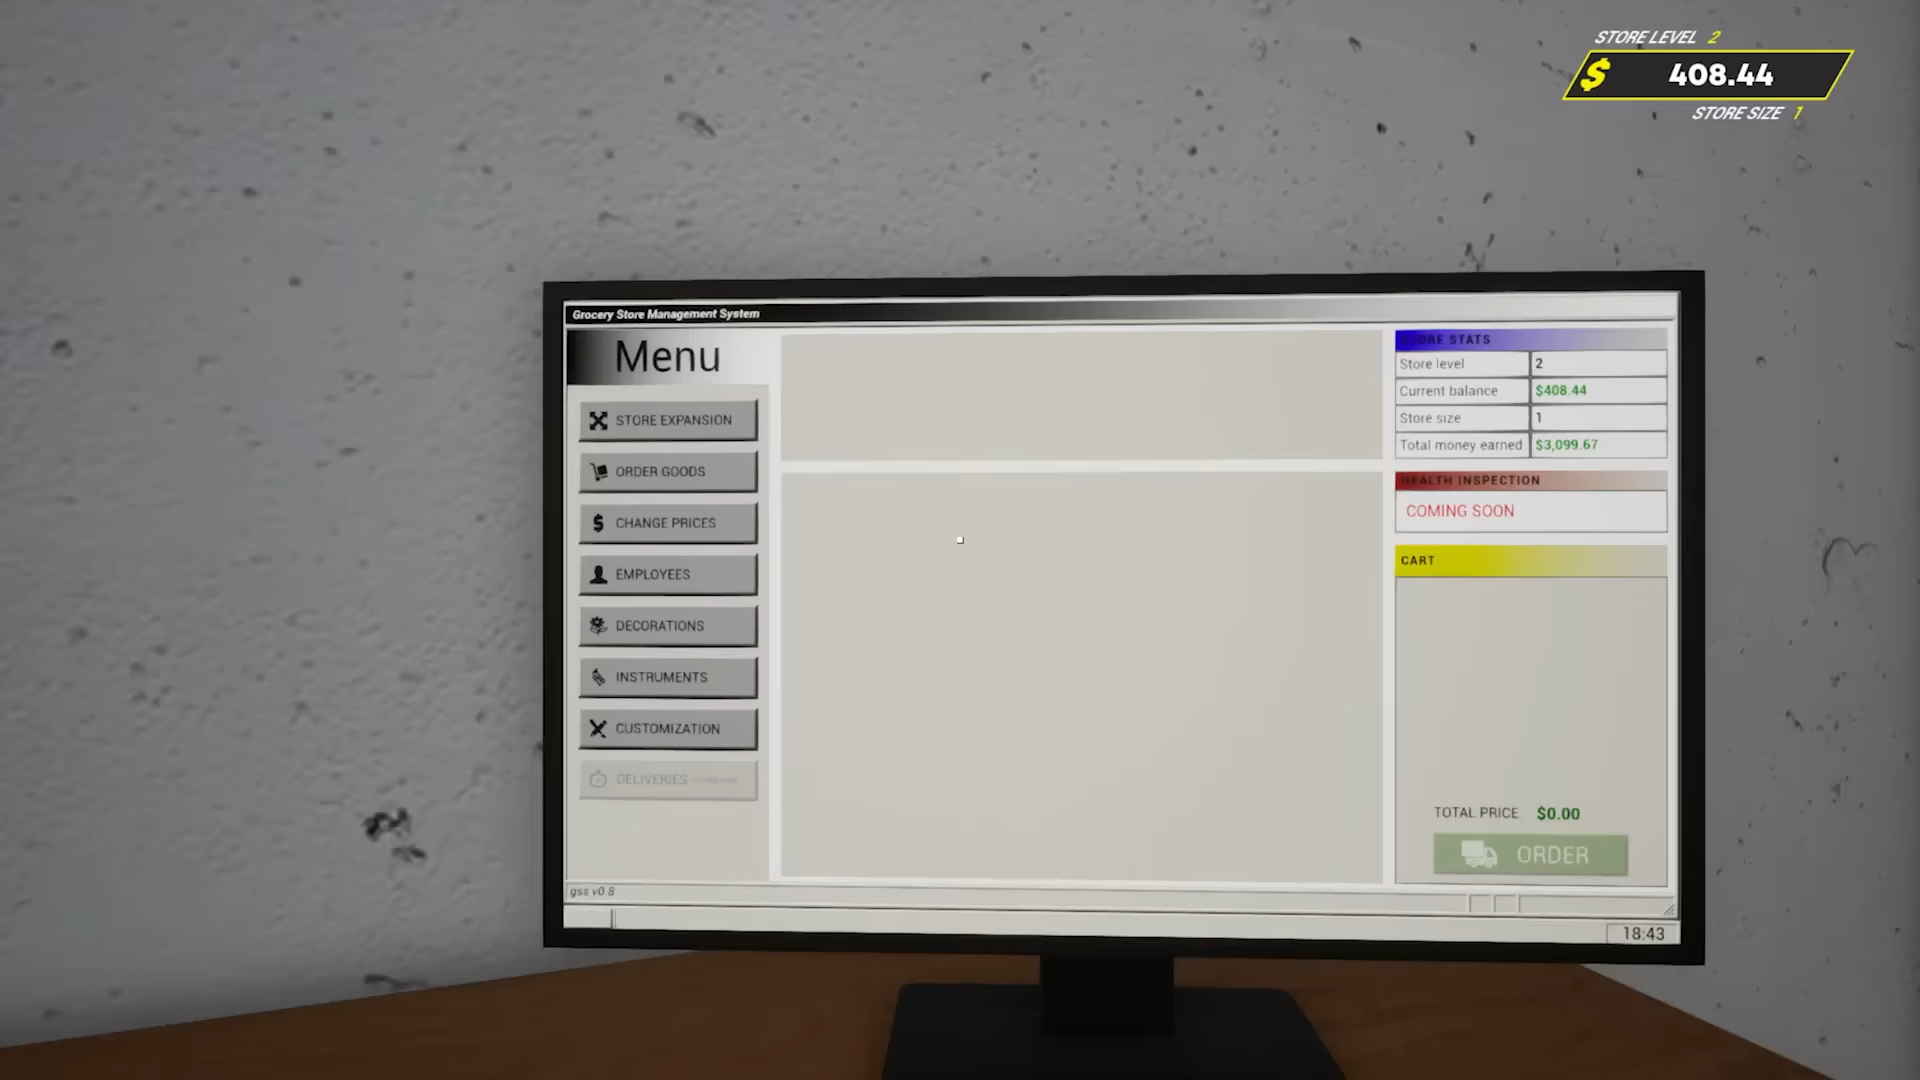 STORE LEVEL 2
$ 408.44
STORE SIZE 1
Grocery Store Management System
Menu
STORE EXPANSION
ORDER GOODS
$ CHANGE PRICES
EMPLOYEES
DECORATIONS
INSTRUMENTS
CUSTOMIZATION
DELIVERIES
STORE STATS
Store level 2
Current balance $408.44
Store size 1
Total money earned $3,099.67
HEALTH INSPECTION
COMING SOON
CART
TOTAL PRICE $0.00
ORDER
gss v0 8
18:43